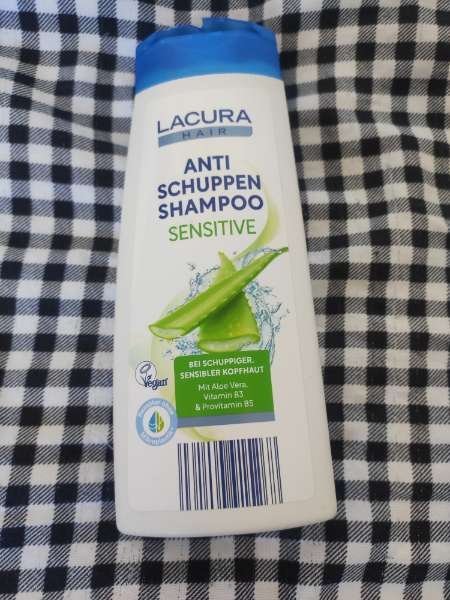 LACURA
HAIR
ANTI
SCHUPPEN
SHAMPOO
SENSITIVE
BEI SCHUPPIGER,
SENSIBLER KOPFHAUT
Mit Aloe Vera,
Vitamin B3
& Provitamin B5
Vegan